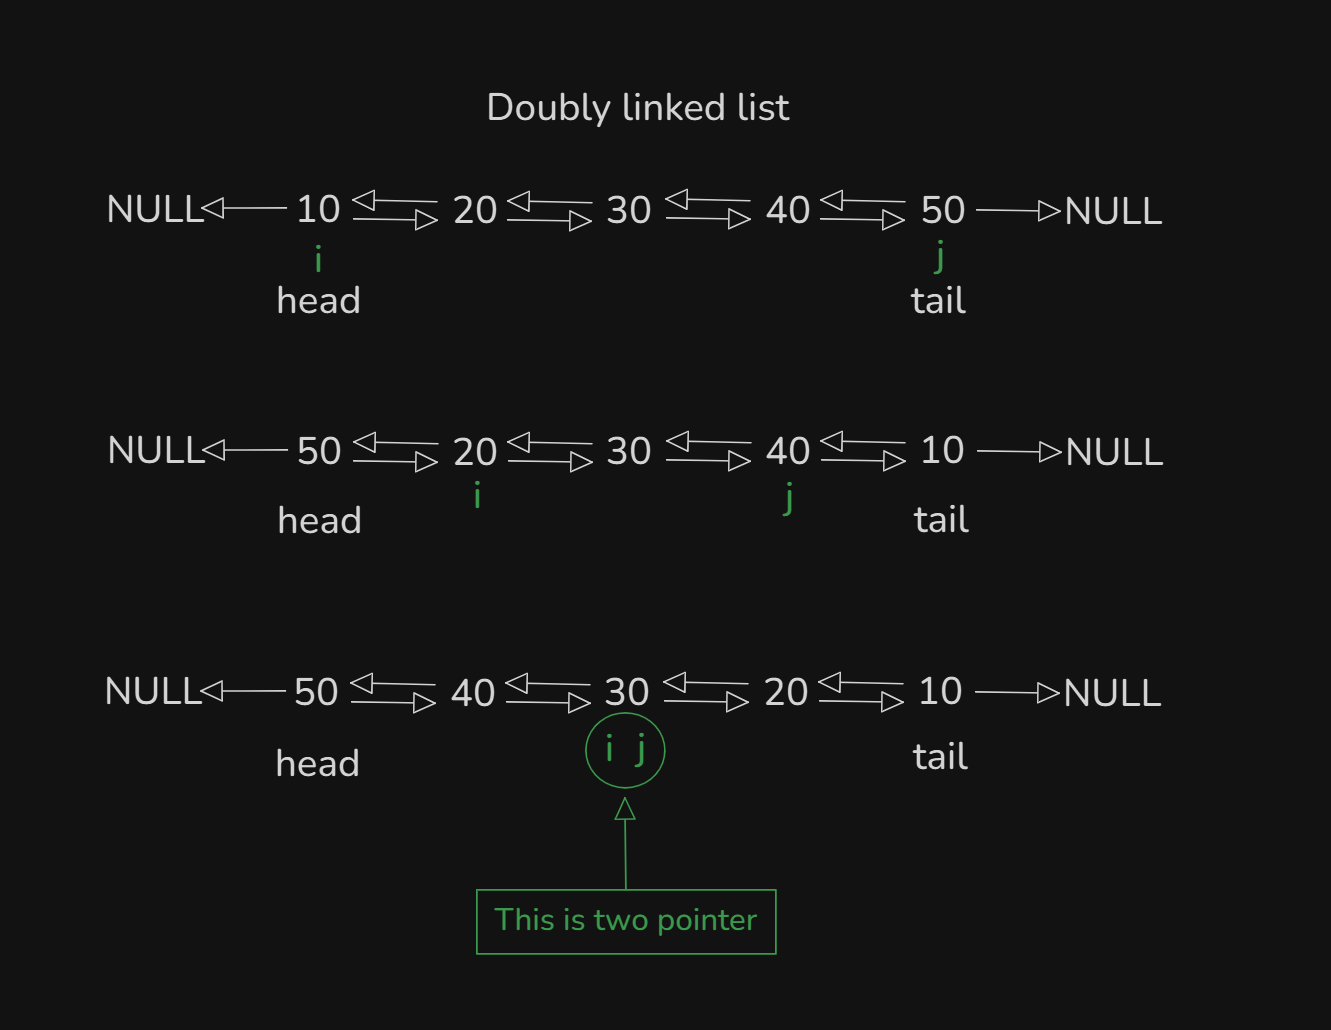 Doubly linked list
NULL 10 20 30 40 50 NULL
i j
head tail
NULL 50 20 30 40 10 NULL
i j
head tail
NULL 50 40 30 20 10 NULL
i j
head tail
This is two pointer